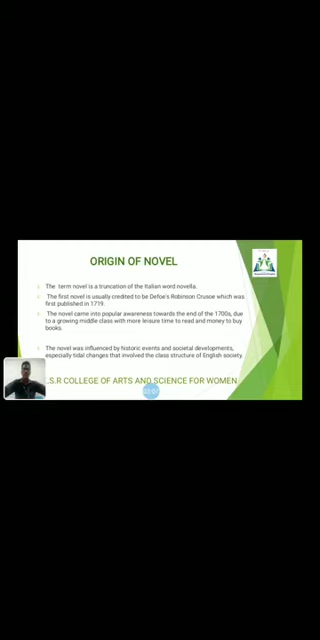 ORIGIN OF NOVEL
The term novel is a truncation of the Italian word novella.
The first novel is usually credited to be Defoe's Robinson Crusoe which was
first published in 1719.
The novel came into popular awareness towards the end of the 1700s, due
to a growing middle class with more leisure time to read and money to buy
books.
The novel was influenced by historic events and societal developments,
especially tidal changes that involved the class structure of English society.
.S.R COLLEGE OF ARTS AND SCIENCE FOR WOMEN